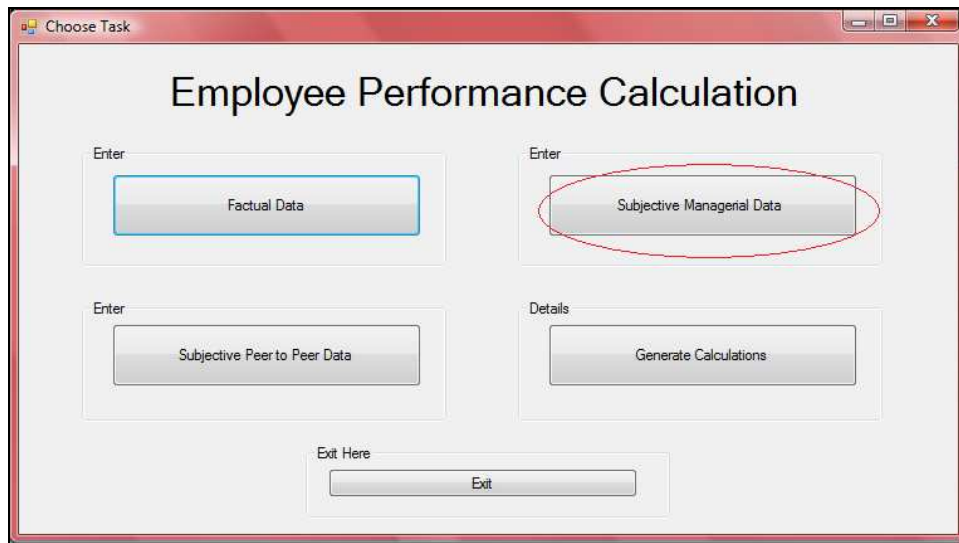 Choose Task
Employee Performance Calculation
Enter
Factual Data
Enter
Subjective Managerial Data
Enter
Subjective Peer to Peer Data
Details
Generate Calculations
Exit Here
Exit